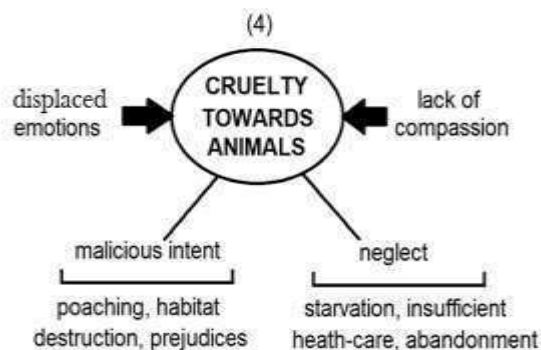 (4)
CRUELTY
TOWARDS
ANIMALS
displaced
emotions
lack of
compassion
malicious intent
poaching, habitat
destruction, prejudices
neglect
starvation, insufficient
heath-care, abandonment